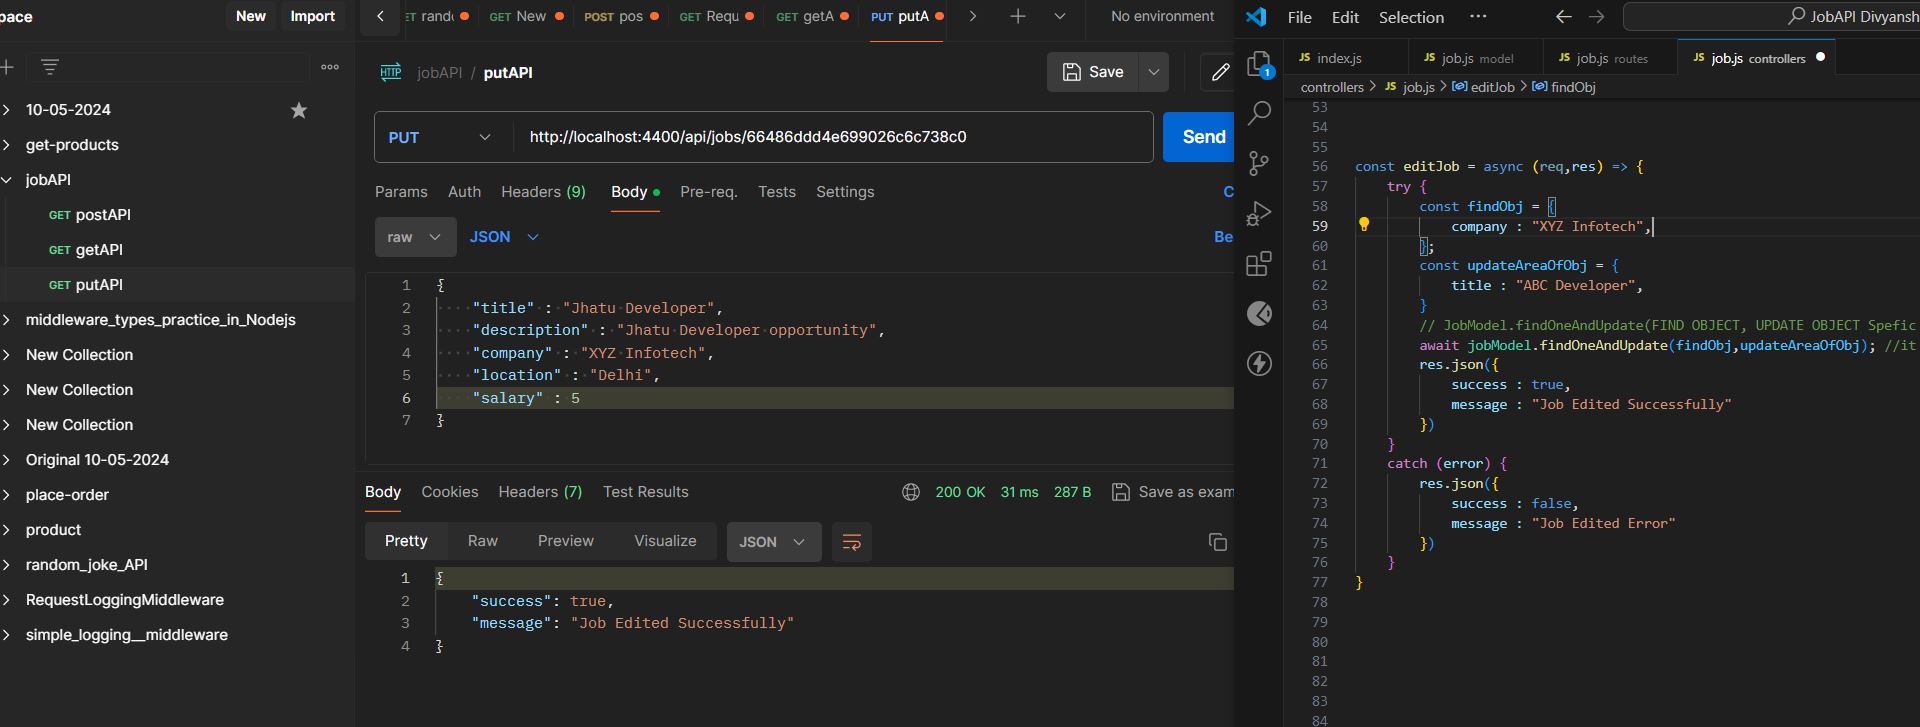 pace
New
Import
10-05-2024
get-products
jobAPI
GET postAPI
GET getAPI
GET putAPI
middleware_types_practice_in_Nodejs
New Collection
New Collection
New Collection
Original 10-05-2024
place-order
product
random_joke_API
RequestLoggingMiddleware
simple_logging__middleware
ET rand
GET New
POST pos
GET Requ
GET getA
PUT putA
No environment
HTTP jobAPI / putAPI
Save
PUT http://localhost:4400/api/jobs/66486ddd4e699026c6c738c0
Send
Params Auth Headers (9) Body Pre-req. Tests Settings C
raw JSON Be
1 {
2 "title" : "Jhatu Developer",
3 "description" : "Jhatu Developer opportunity",
4 "company" : "XYZ Infotech",
5 "location" : "Delhi",
6 "salary" : 5
7 }
Body Cookies Headers (7) Test Results 200 OK 31 ms 287 B Save as exam
Pretty Raw Preview Visualize JSON
1 {
2 "success": true,
3 "message": "Job Edited Successfully"
4 }
File Edit Selection ··· JobAPI Divyansh
JS index.js JS job.js model JS job.js routes JS job.js controllers
controllers > JS job.js > editJob > findObj
1
53
54
55
56 const editJob = async (req,res) => {
57 try {
58 const findObj = {
59 company : "XYZ Infotech",
60 };
61 const updateAreaOfObj = {
62 title : "ABC Developer",
63 }
64 // JobModel.findOneAndUpdate(FIND OBJECT, UPDATE OBJECT Spefic
65 await jobModel.findOneAndUpdate(findObj,updateAreaOfObj); //it
66 res.json({
67 success : true,
68 message : "Job Edited Successfully"
69 })
70 }
71 catch (error) {
72 res.json({
73 success : false,
74 message : "Job Edited Error"
75 })
76 }
77 }
78
79
80
81
82
83
84